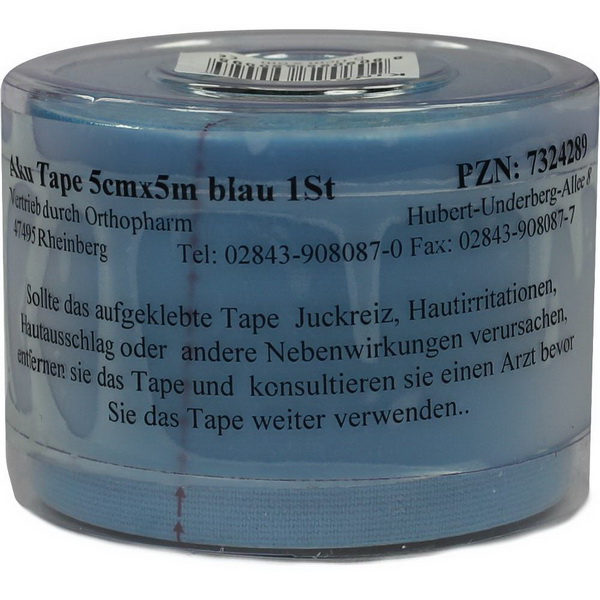 Aku Tape 5cmx5m blau 1St
PZN: 7324289
Vertrieb durch Orthopharm
Hubert-Underberg-Allee 8
47495 Rheinberg
Tel: 02843-908087-0 Fax: 02843-908087-7
Sollte das aufgeklebte Tape Juckreiz, Hautirritationen,
Hautausschlag oder andere Nebenwirkungen verursachen,
entfernen sie das Tape und konsultieren sie einen Arzt bevor
Sie das Tape weiter verwenden..